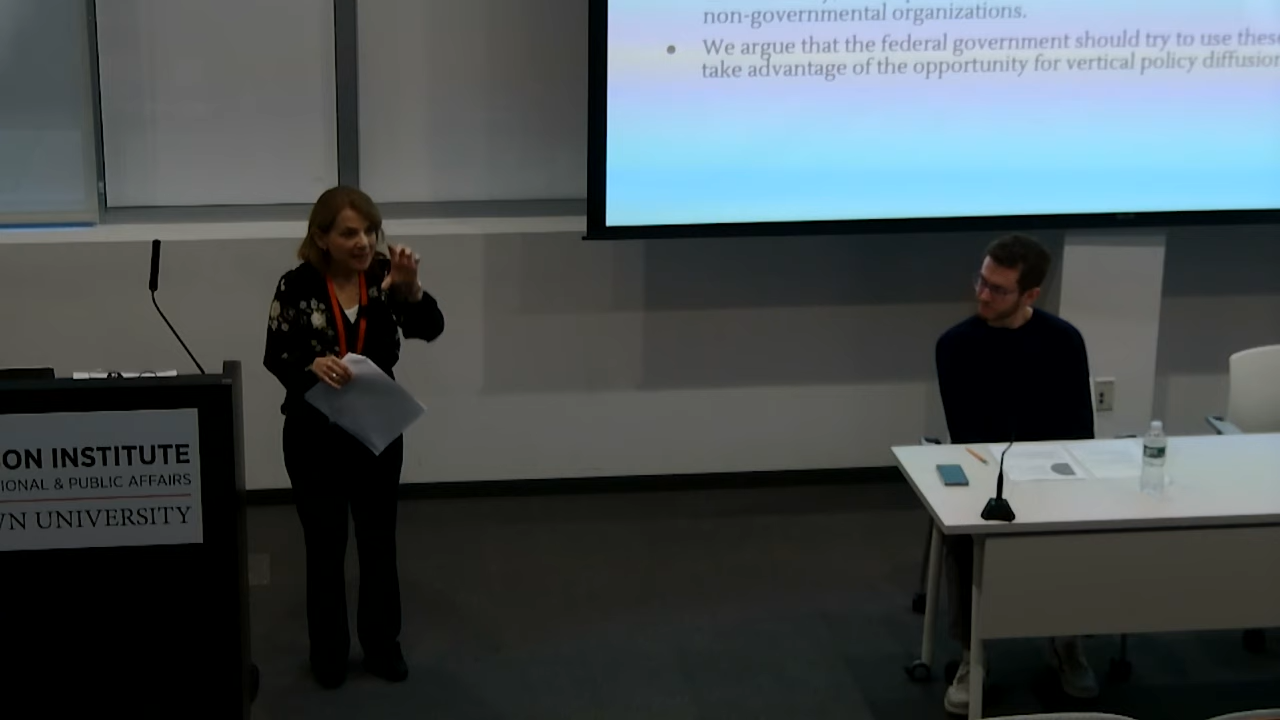 non-governmental organizations.
• We argue that the federal government should try to use these
take advantage of the opportunity for vertical policy diffusion
ON INSTITUTE
IONAL & PUBLIC AFFAIRS
WN UNIVERSITY